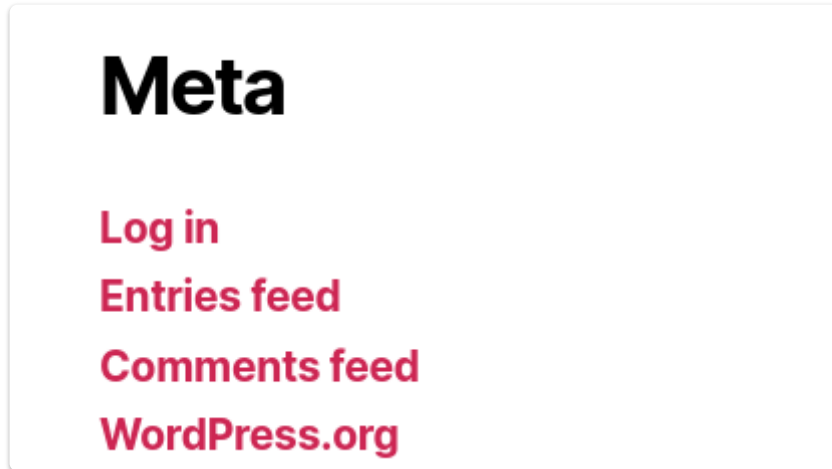 Meta
Log in
Entries feed
Comments feed
WordPress.org